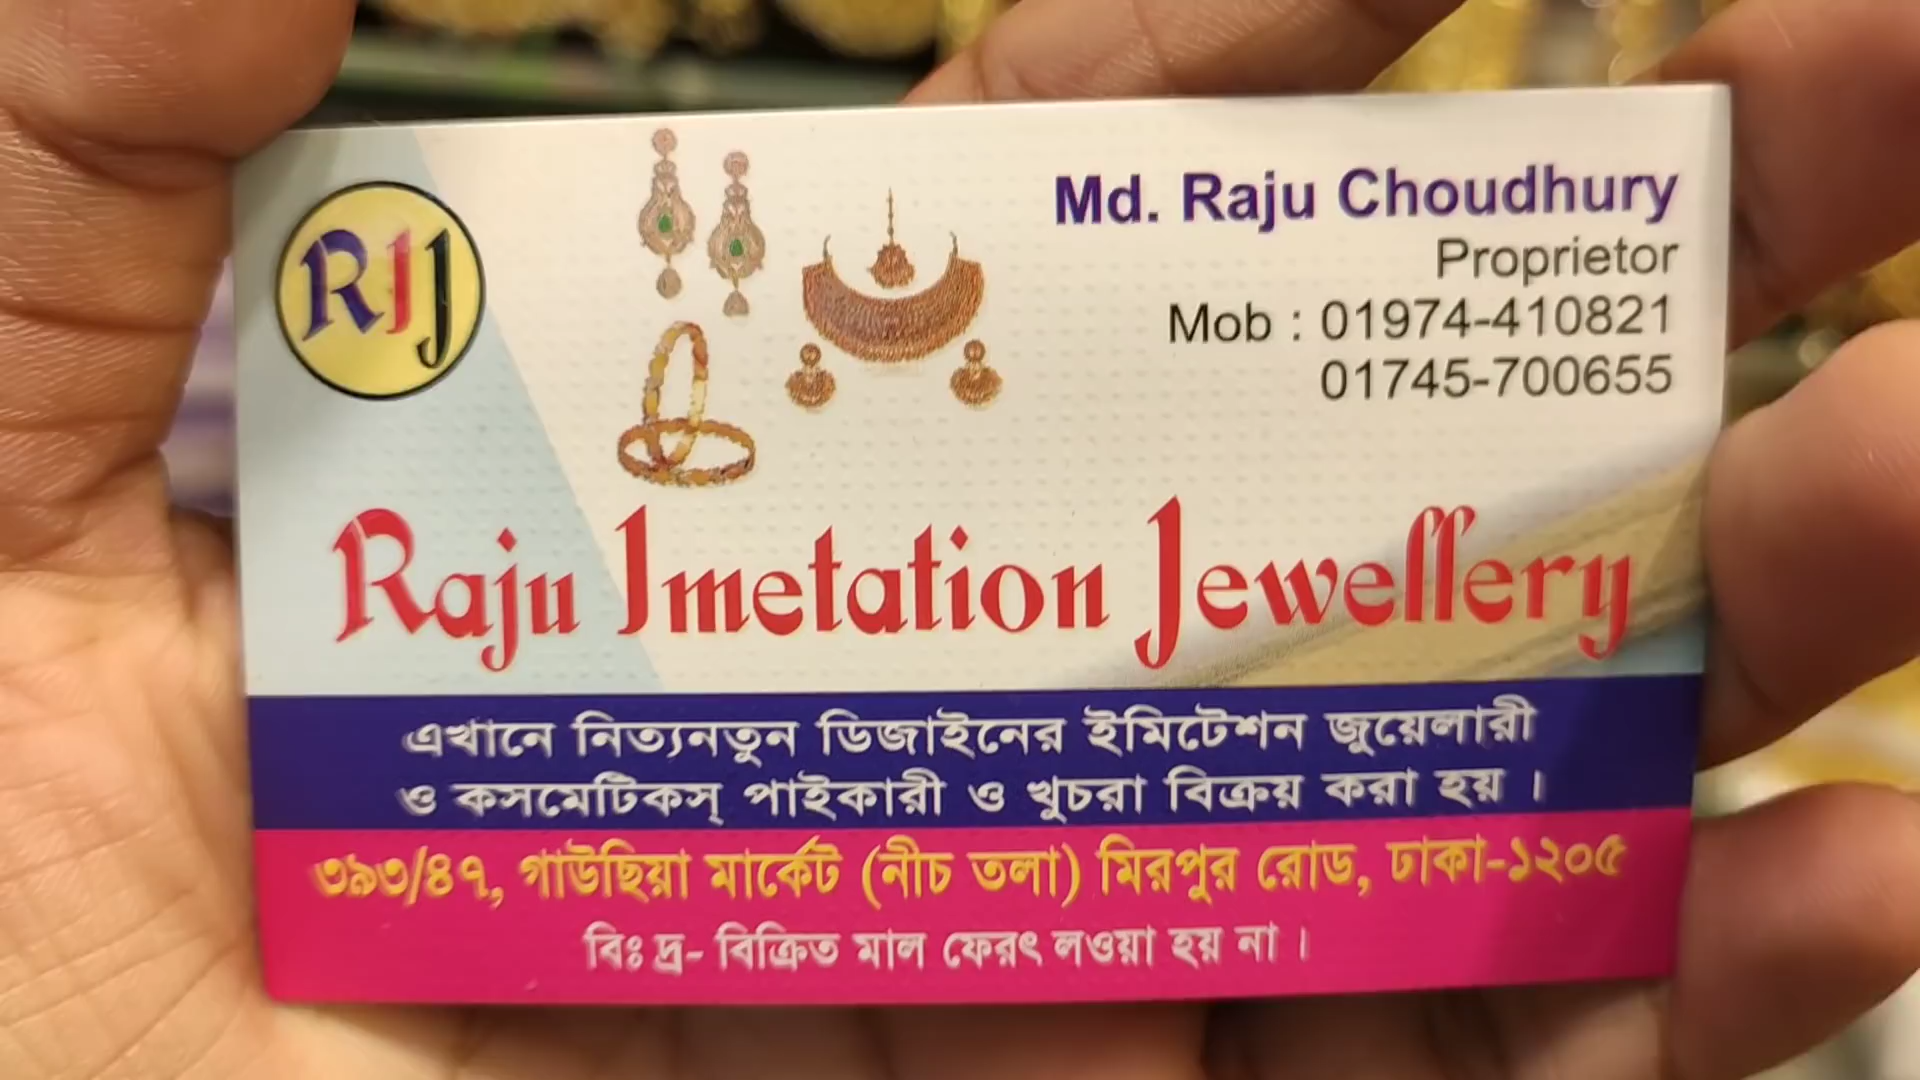 RIJ
Md. Raju Choudhury
Proprietor
Mob : 01974-410821
01745-700655
Raju Imetation Jewellery
এখানে নিত্যনতুন ডিজাইনের ইমিটেশন জুয়েলারী
ও কসমেটিকস্ পাইকারী ও খুচরা বিক্রয় করা হয় ।
৩৯৩/৪৭, গাউছিয়া মার্কেট (নীচ তলা) মিরপুর রোড, ঢাকা-১২০৫
বিঃ দ্র- বিক্রিত মাল ফেরৎ লওয়া হয় না ।